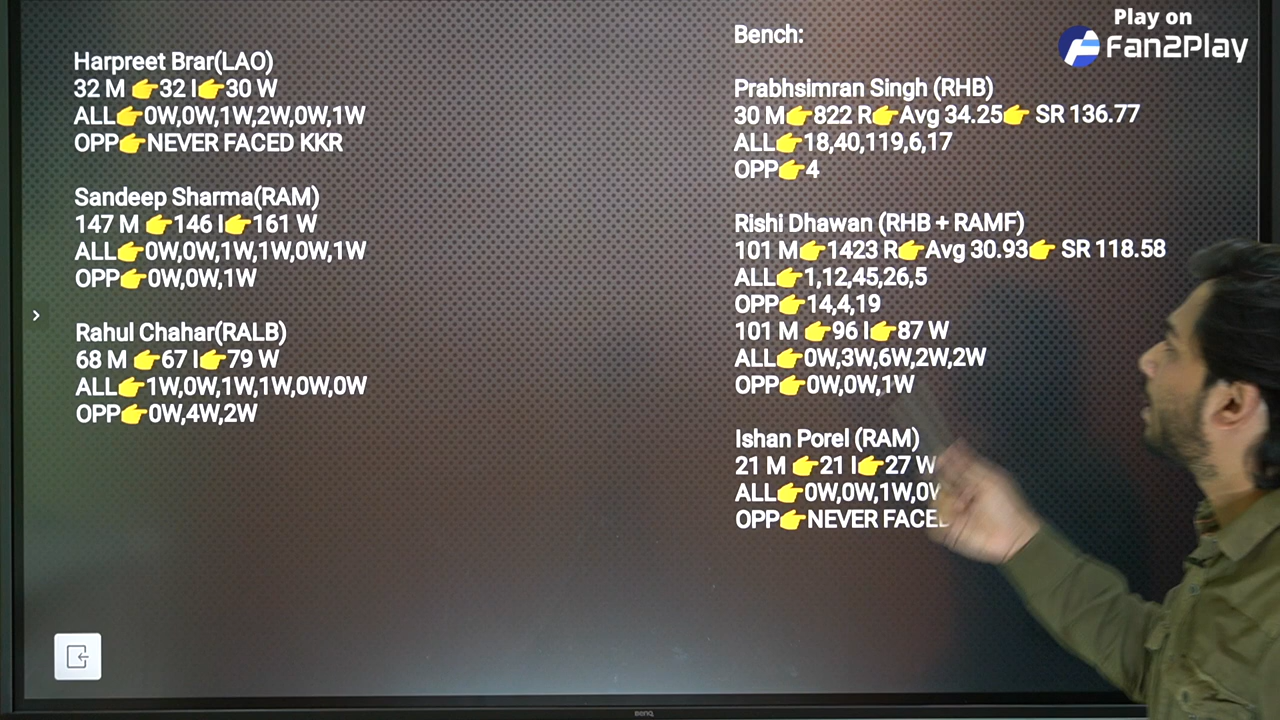 Harpreet Brar(LAO)
32 M 👉32 I👉30 W
ALL👉0W,0W,1W,2W,0W,1W
OPP👉NEVER FACED KKR
Sandeep Sharma(RAM)
147 M 👉146 I👉161 W
ALL👉0W,0W,1W,1W,0W,1W
OPP👉0W,0W,1W
Rahul Chahar(RALB)
68 M 👉67 I👉79 W
ALL👉1W,0W,1W,1W,0W,0W
OPP👉0W,4W,2W
Bench:
Prabhsimran Singh (RHB)
30 M👉822 R👉Avg 34.25👉 SR 136.77
ALL👉18,40,119,6,17
OPP👉4
Rishi Dhawan (RHB + RAMF)
101 M👉1423 R👉Avg 30.93👉 SR 118.58
ALL👉1,12,45,26,5
OPP👉14,4,19
101 M 👉96 I👉87 W
ALL👉0W,3W,6W,2W,2W
OPP👉0W,0W,1W
Ishan Porel (RAM)
21 M 👉21 I👉27 W
ALL👉0W,0W,1W,0W
OPP👉NEVER FACED
Play on
Fan2Play
BenQ